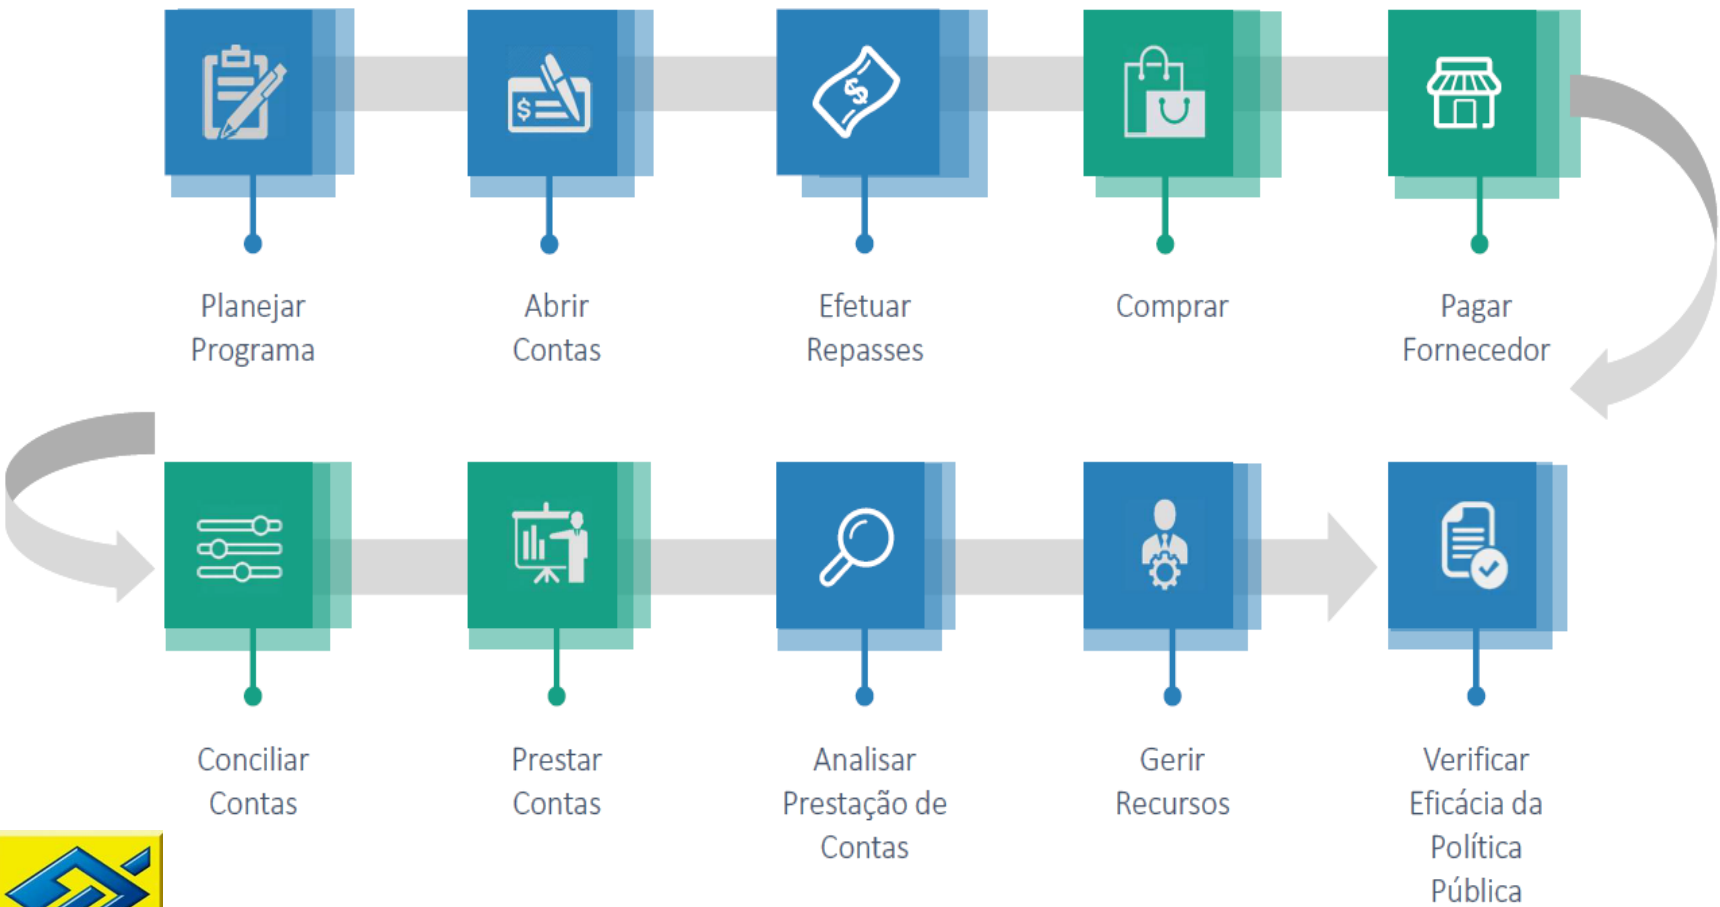 Planejar
Programa
Abrir
Contas
Efetuar
Repasses
Comprar
Pagar
Fornecedor
Conciliar
Contas
Prestar
Contas
Analisar
Prestação de
Contas
Gerir
Recursos
Verificar
Eficácia da
Política
Pública